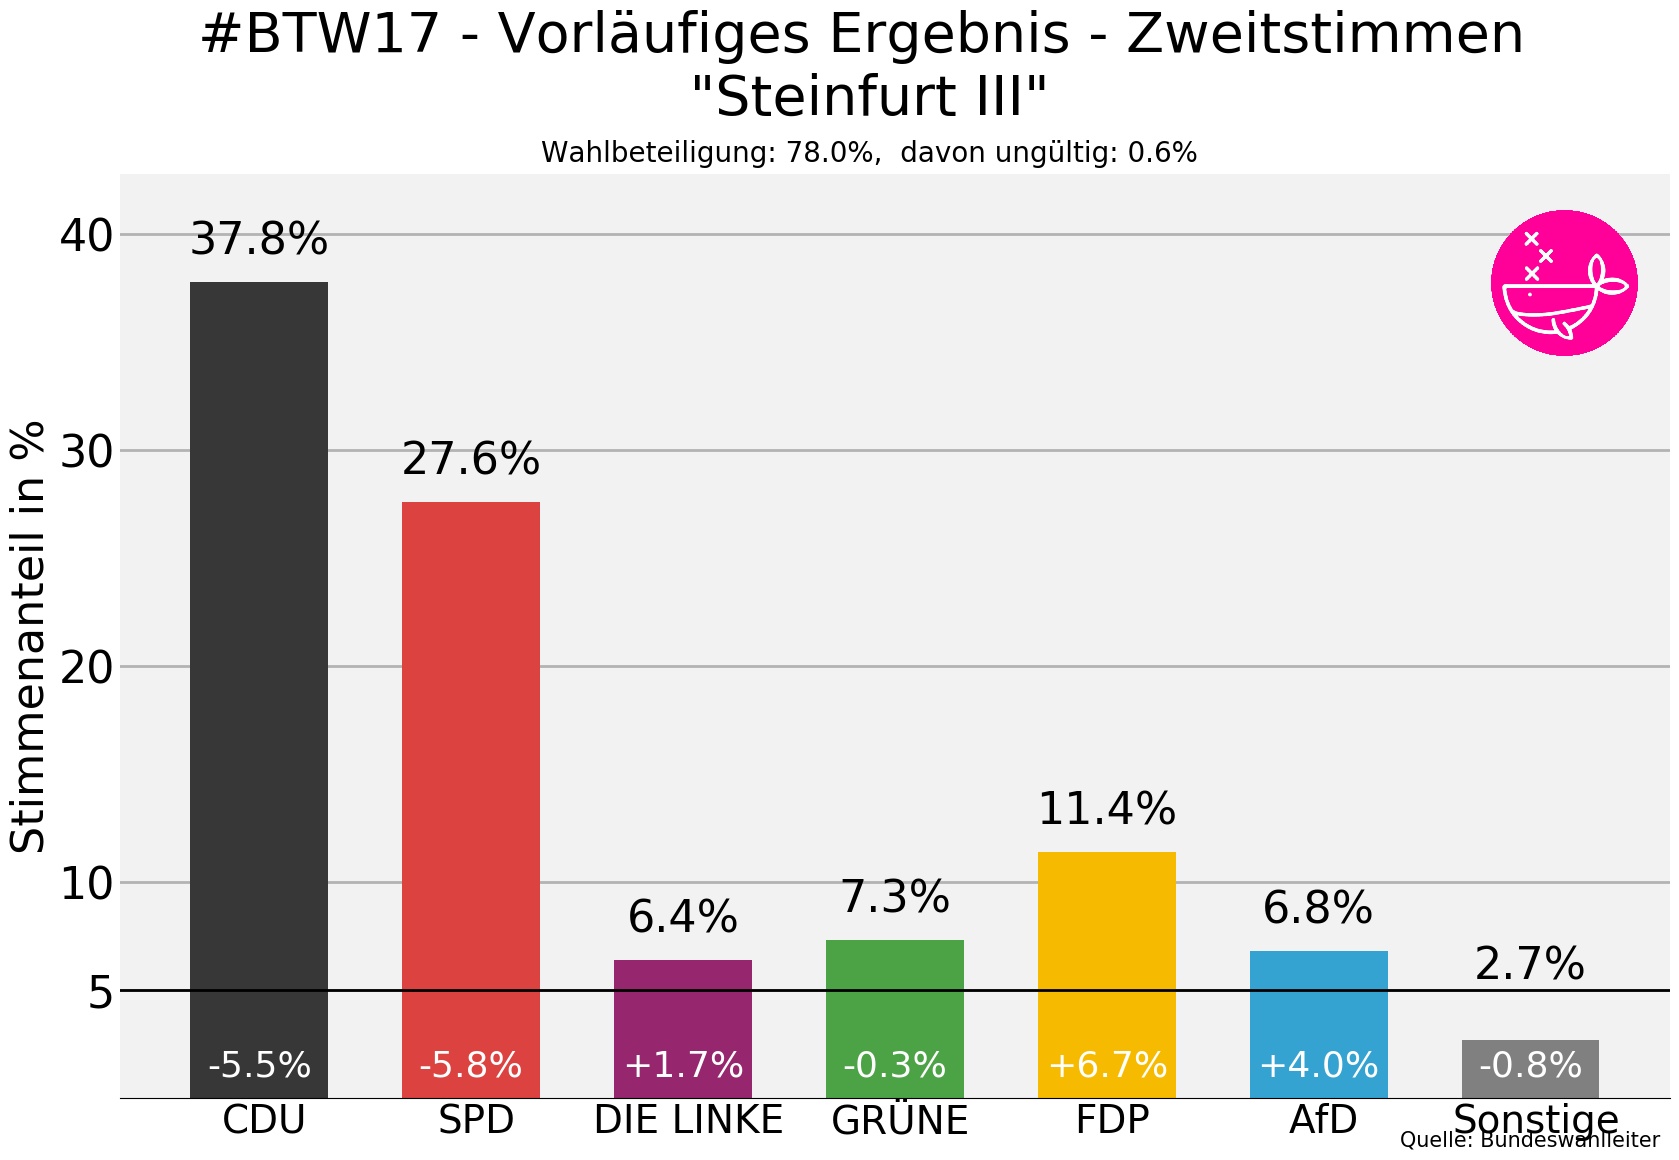 #BTW17 - Vorläufiges Ergebnis - Zweitstimmen
"Steinfurt III"
Wahlbeteiligung: 78.0%,  davon ungültig: 0.6%
Stimmenanteil in %
40
30
20
10
5
37.8%
27.6%
6.4%
7.3%
11.4%
6.8%
2.7%
-5.5%
-5.8%
+1.7%
-0.3%
+6.7%
+4.0%
-0.8%
CDU
SPD
DIE LINKE
GRÜNE
FDP
AfD
Sonstige
Quelle: Bundeswahlleiter